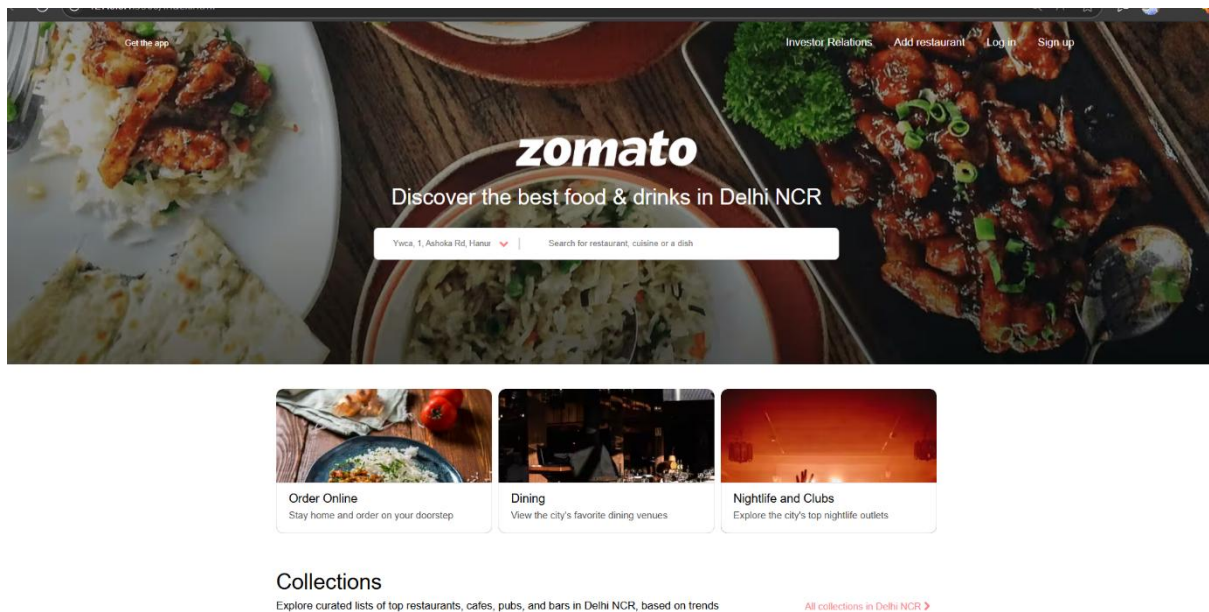 Get the app
Investor Relations Add restaurant Log in Sign up
zomato
Discover the best food & drinks in Delhi NCR
Ywca, 1, Ashoka Rd, Hanur
Search for restaurant, cuisine or a dish
Order Online
Stay home and order on your doorstep
Dining
View the city's favorite dining venues
Nightlife and Clubs
Explore the city's top nightlife outlets
Collections
Explore curated lists of top restaurants, cafes, pubs, and bars in Delhi NCR, based on trends
All collections in Delhi NCR